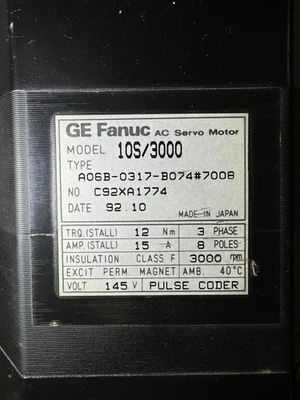 GE Fanuc AC Servo Motor
MODEL 10S/3000
TYPE
A06B-0317-B074#7008
NO. C92XA1774
DATE 92.10
MADE IN JAPAN
TRQ.(STALL) 12 Nm 3 PHASE
AMP.(STALL) 15 A 8 POLES
INSULATION CLASS F 3000 rpm
EXCIT PERM. MAGNET AMB. 40°C
VOLT 145 V PULSE CODER